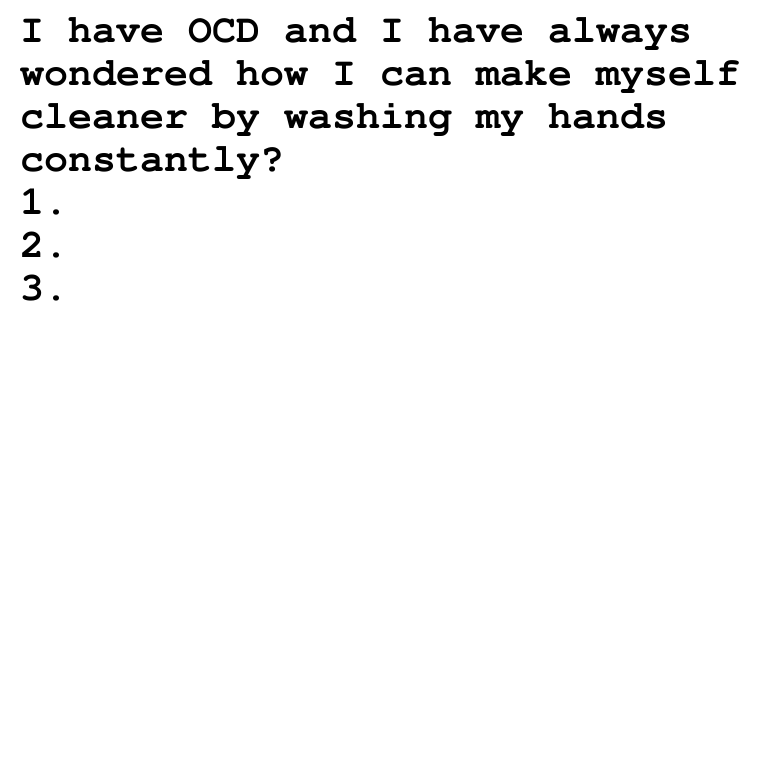 I have OCD and I have always
wondered how I can make myself
cleaner by washing my hands
constantly?
1.
2.
3.